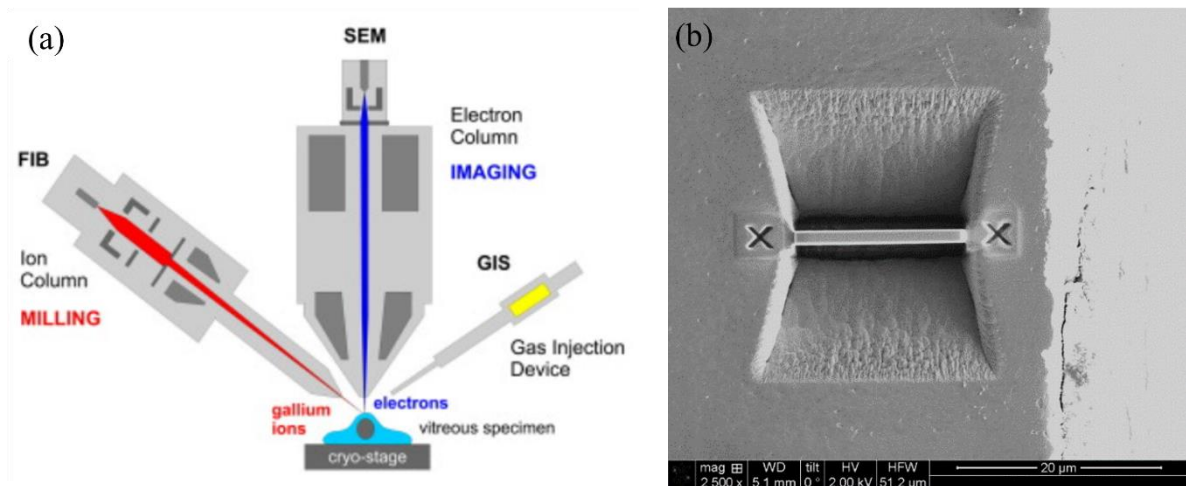 (a)
SEM
Electron
Column
IMAGING
FIB
Ion
Column
MILLING
GIS
Gas Injection
Device
gallium
ions
electrons
vitreous specimen
cryo-stage
(b)
mag WD tilt HV HFW
2 500 x 5.1 mm 0 ° 2.00 kV 51.2 µm
20 µm